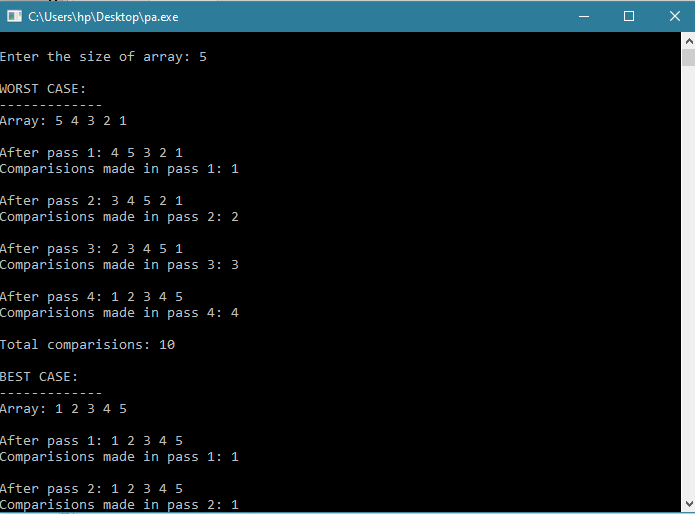 C:\Users\hp\Desktop\pa.exe
Enter the size of array: 5
WORST CASE:
-------------
Array: 5 4 3 2 1
After pass 1: 4 5 3 2 1
Comparisions made in pass 1: 1
After pass 2: 3 4 5 2 1
Comparisions made in pass 2: 2
After pass 3: 2 3 4 5 1
Comparisions made in pass 3: 3
After pass 4: 1 2 3 4 5
Comparisions made in pass 4: 4
Total comparisions: 10
BEST CASE:
-------------
Array: 1 2 3 4 5
After pass 1: 1 2 3 4 5
Comparisions made in pass 1: 1
After pass 2: 1 2 3 4 5
Comparisions made in pass 2: 1